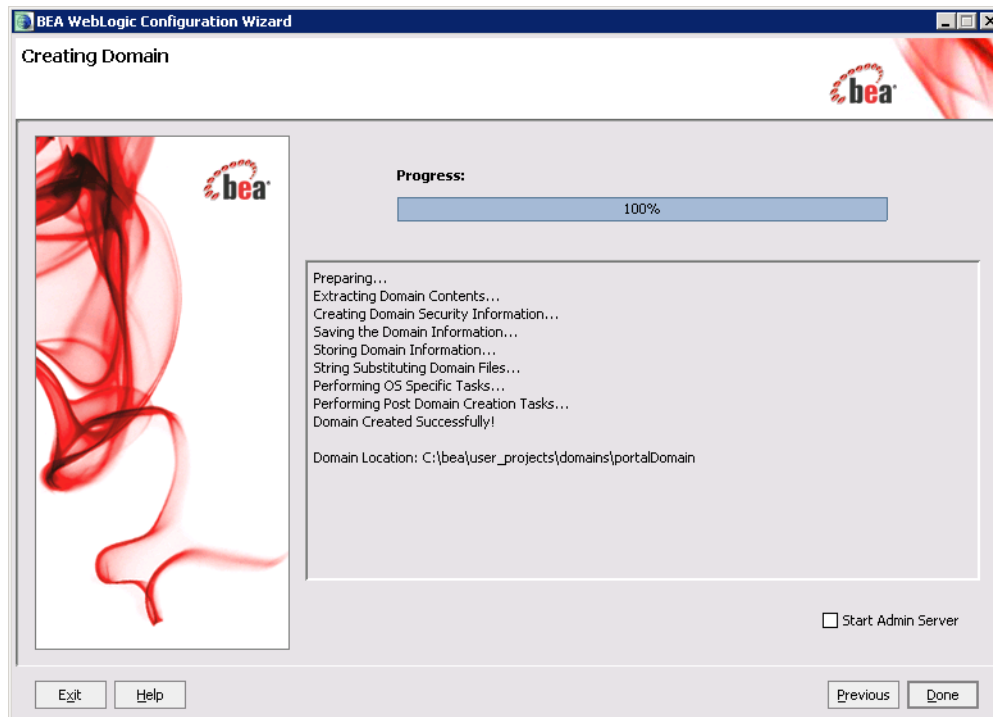 BEA WebLogic Configuration Wizard
Creating Domain
bea
bea
Progress:
100%
Preparing...
Extracting Domain Contents...
Creating Domain Security Information...
Saving the Domain Information...
Storing Domain Information...
String Substituting Domain Files...
Performing OS Specific Tasks...
Performing Post Domain Creation Tasks...
Domain Created Successfully!
Domain Location: C:\bea\user_projects\domains\portalDomain
Start Admin Server
Exit Help Previous Done